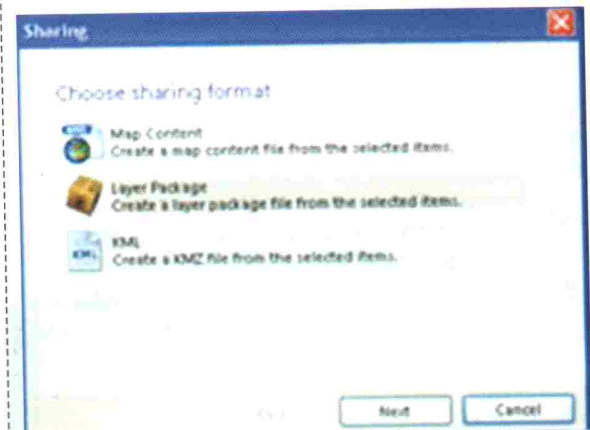 Sharing
Choose sharing format
Map Content
Create a map content file from the selected items.
Layer Package
Create a layer package file from the selected items.
KML
KML
Create a KMZ file from the selected items.
Next
Cancel